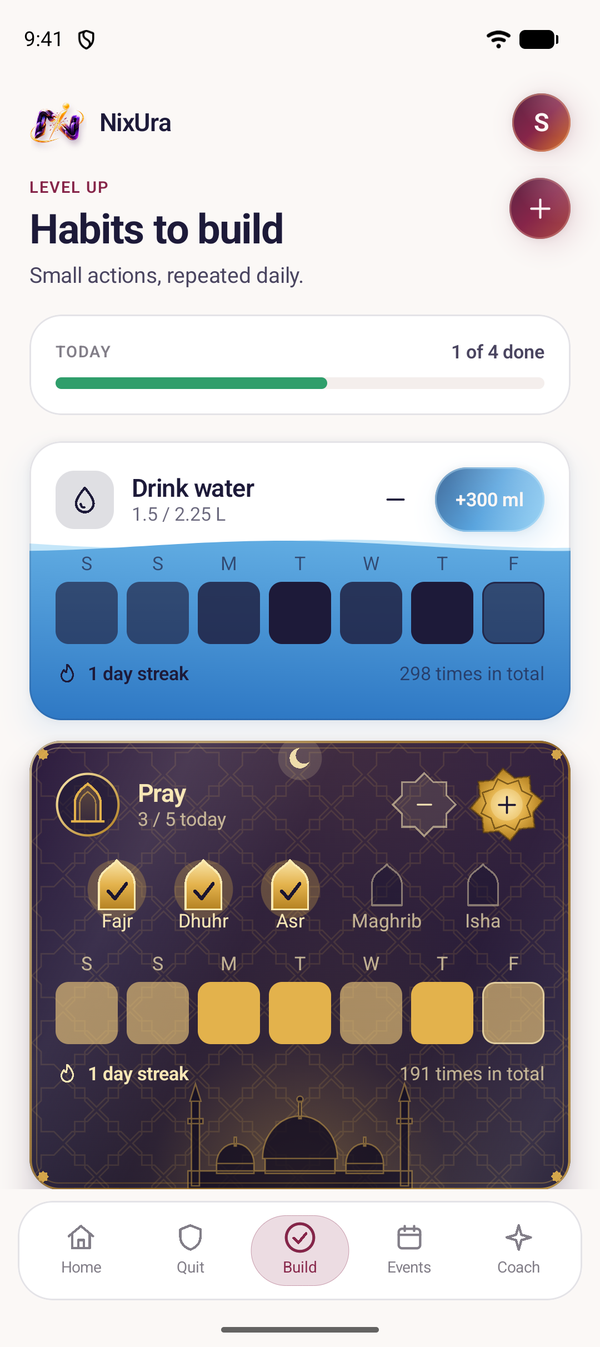 9:41
NixUra
S
LEVEL UP
Habits to build
+
Small actions, repeated daily.
TODAY 1 of 4 done
Drink water
1.5 / 2.25 L
− +300 ml
S S M T W T F
1 day streak 298 times in total
Pray
3 / 5 today
− +
Fajr Dhuhr Asr Maghrib Isha
S S M T W T F
1 day streak 191 times in total
Home Quit Build Events Coach